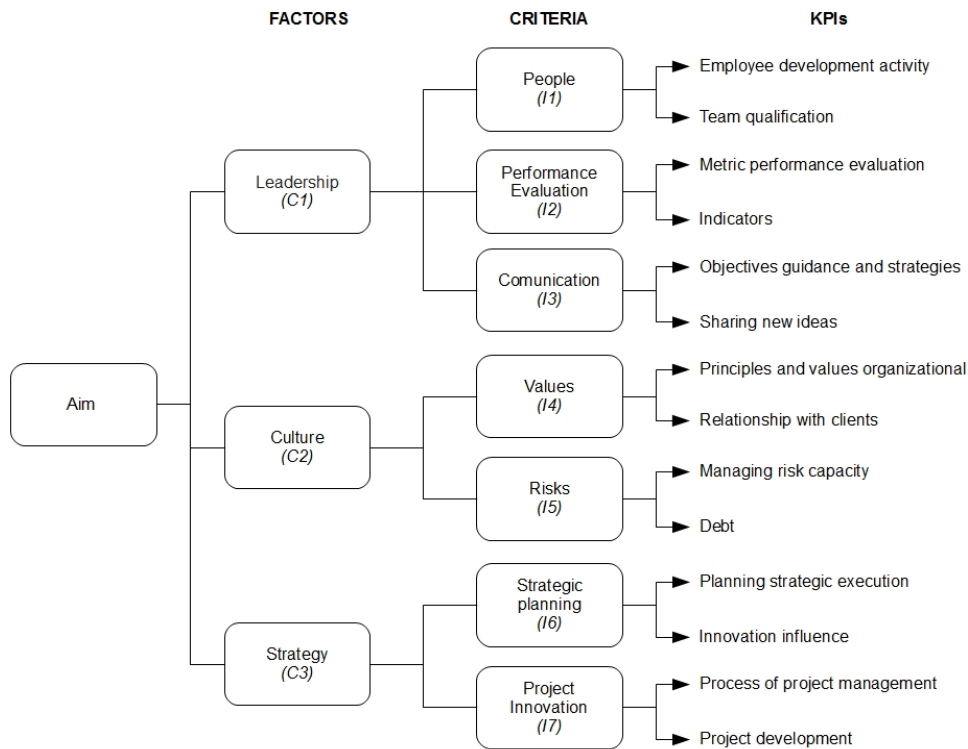 FACTORS CRITERIA KPIs
People
(I1)
Employee development activity
Team qualification
Leadership
(C1)
Performance
Evaluation
(I2)
Metric performance evaluation
Indicators
Comunication
(I3)
Objectives guidance and strategies
Sharing new ideas
Aim
Culture
(C2)
Values
(I4)
Principles and values organizational
Relationship with clients
Risks
(I5)
Managing risk capacity
Debt
Strategy
(C3)
Strategic
planning
(I6)
Planning strategic execution
Innovation influence
Project
Innovation
(I7)
Process of project management
Project development